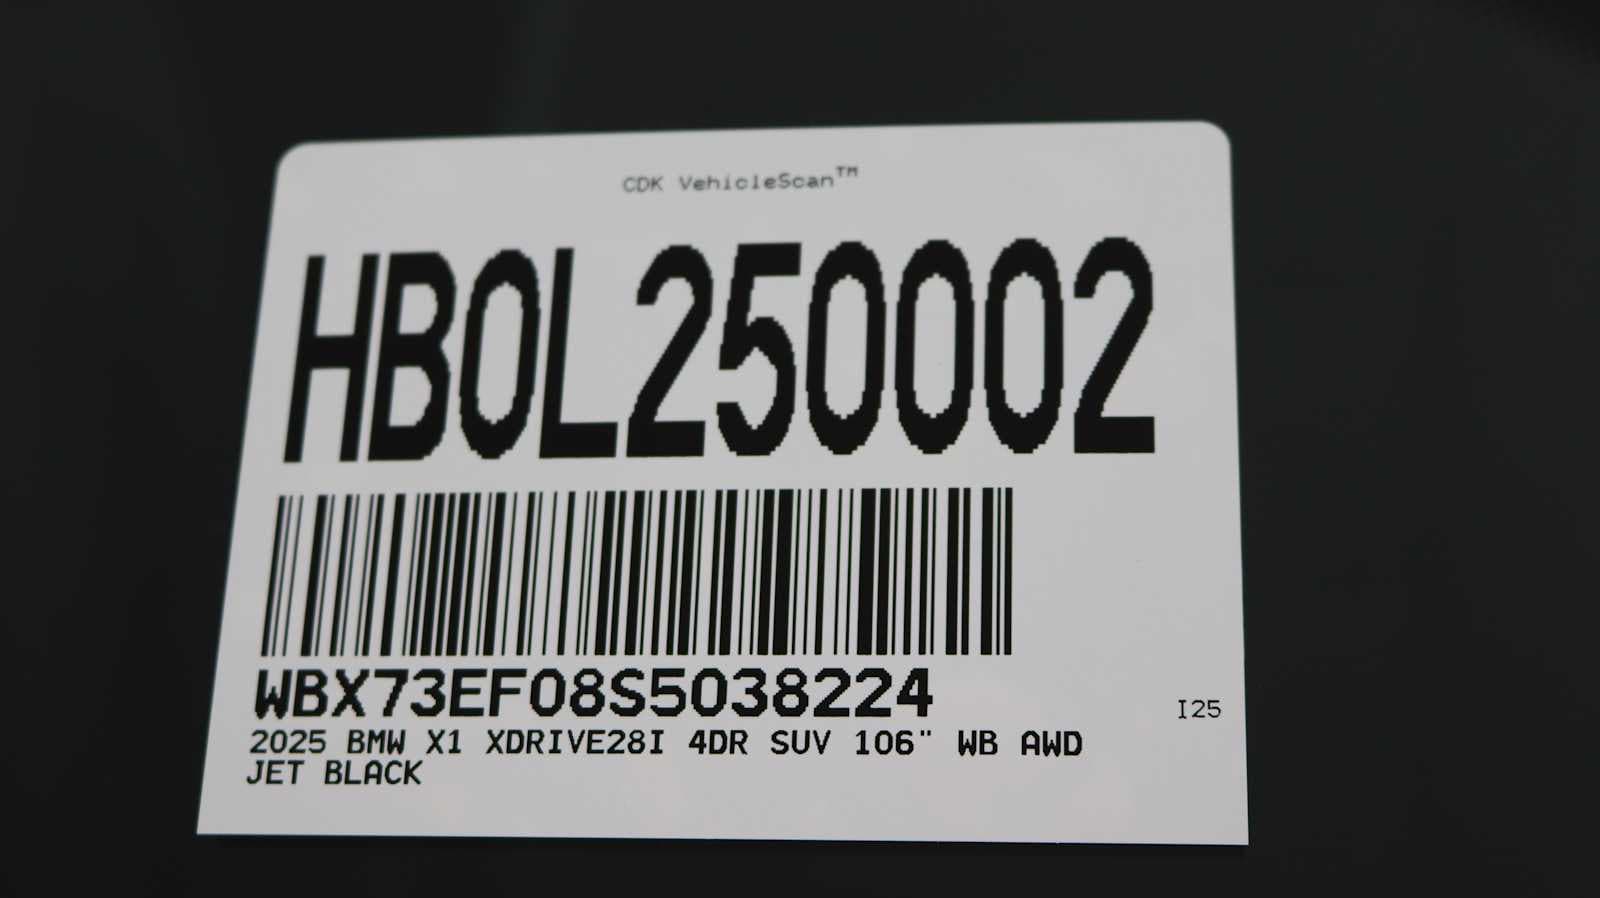 CDK VehicleScan™
HBOL250002
WBX73EF08S5038224
I25
2025 BMW X1 XDRIVE28I 4DR SUV 106" WB AWD
JET BLACK